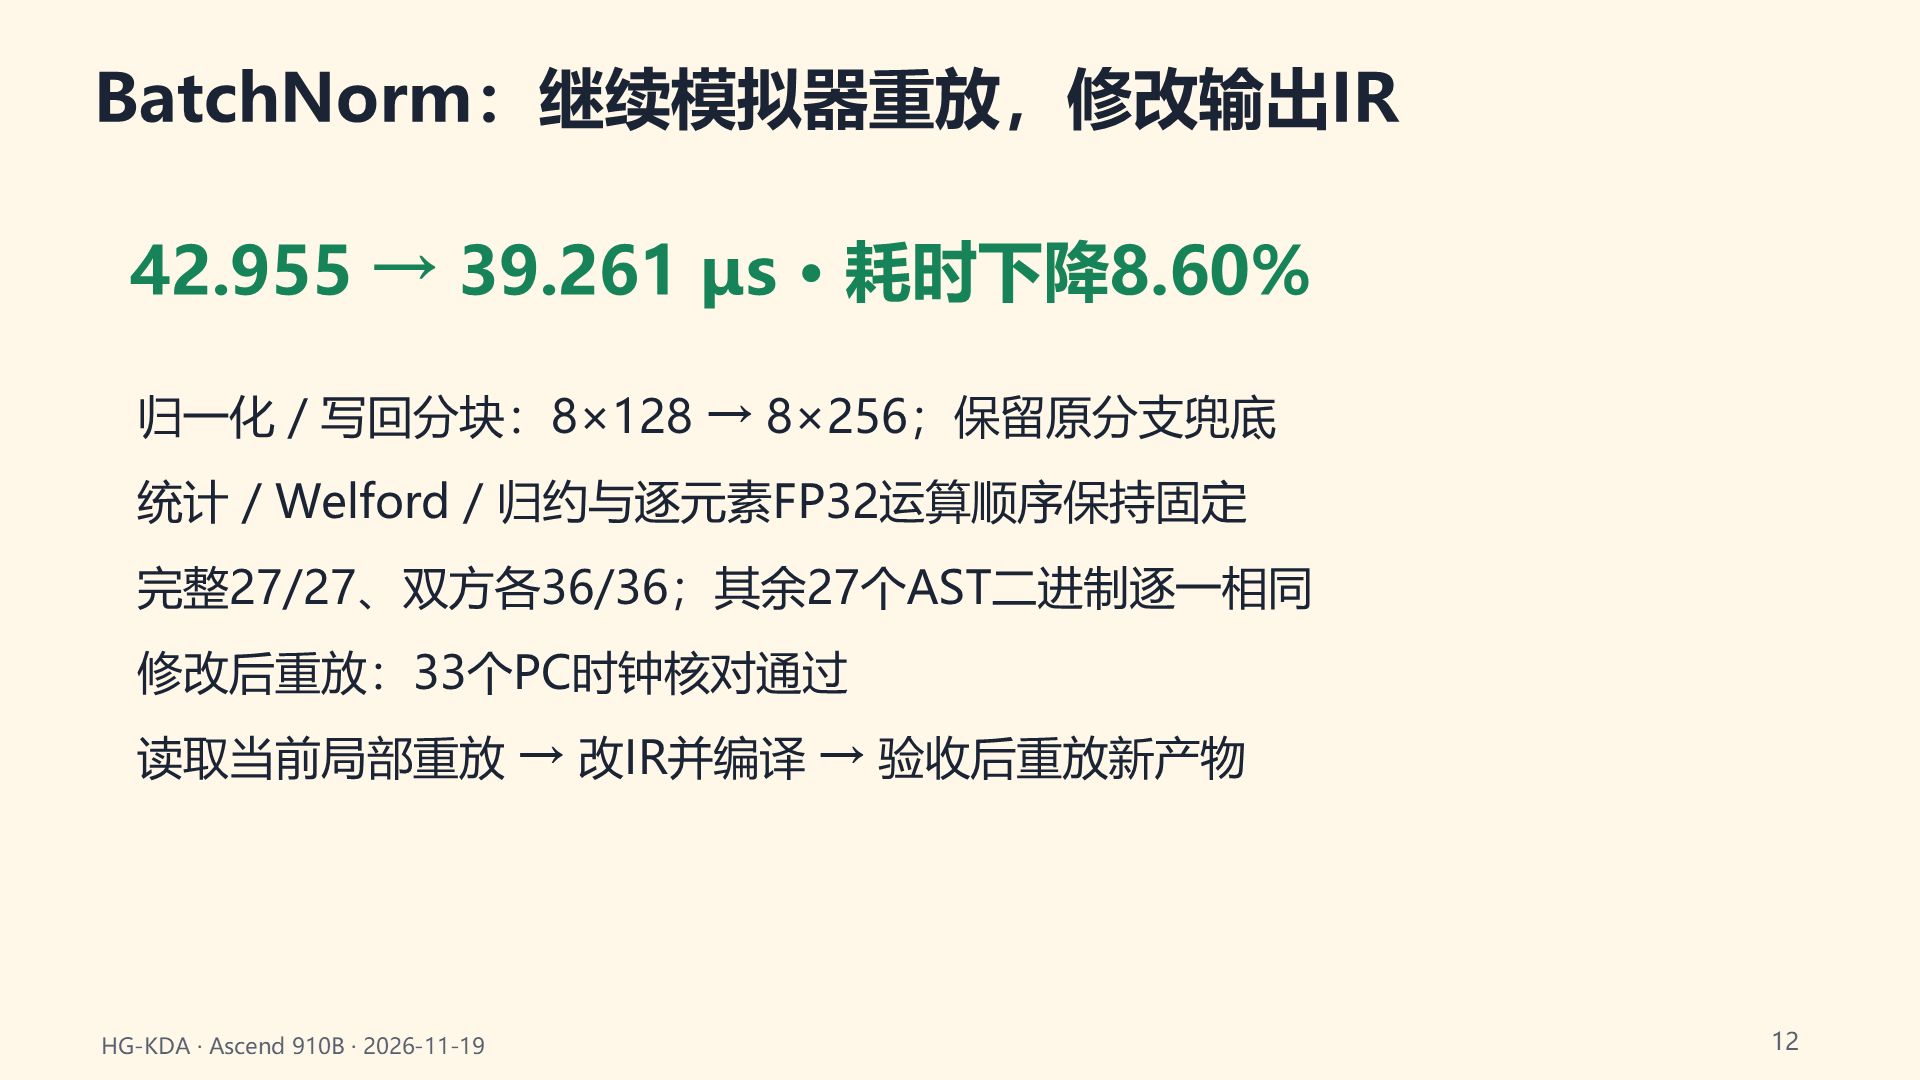 BatchNorm：继续模拟器重放，修改输出IR
42.955 → 39.261 μs • 耗时下降8.60%
归一化 / 写回分块：8×128 → 8×256；保留原分支兜底
统计 / Welford / 归约与逐元素FP32运算顺序保持固定
完整27/27、双方各36/36；其余27个AST二进制逐一相同
修改后重放：33个PC时钟核对通过
读取当前局部重放 → 改IR并编译 → 验收后重放新产物
HG-KDA · Ascend 910B · 2026-11-19
12